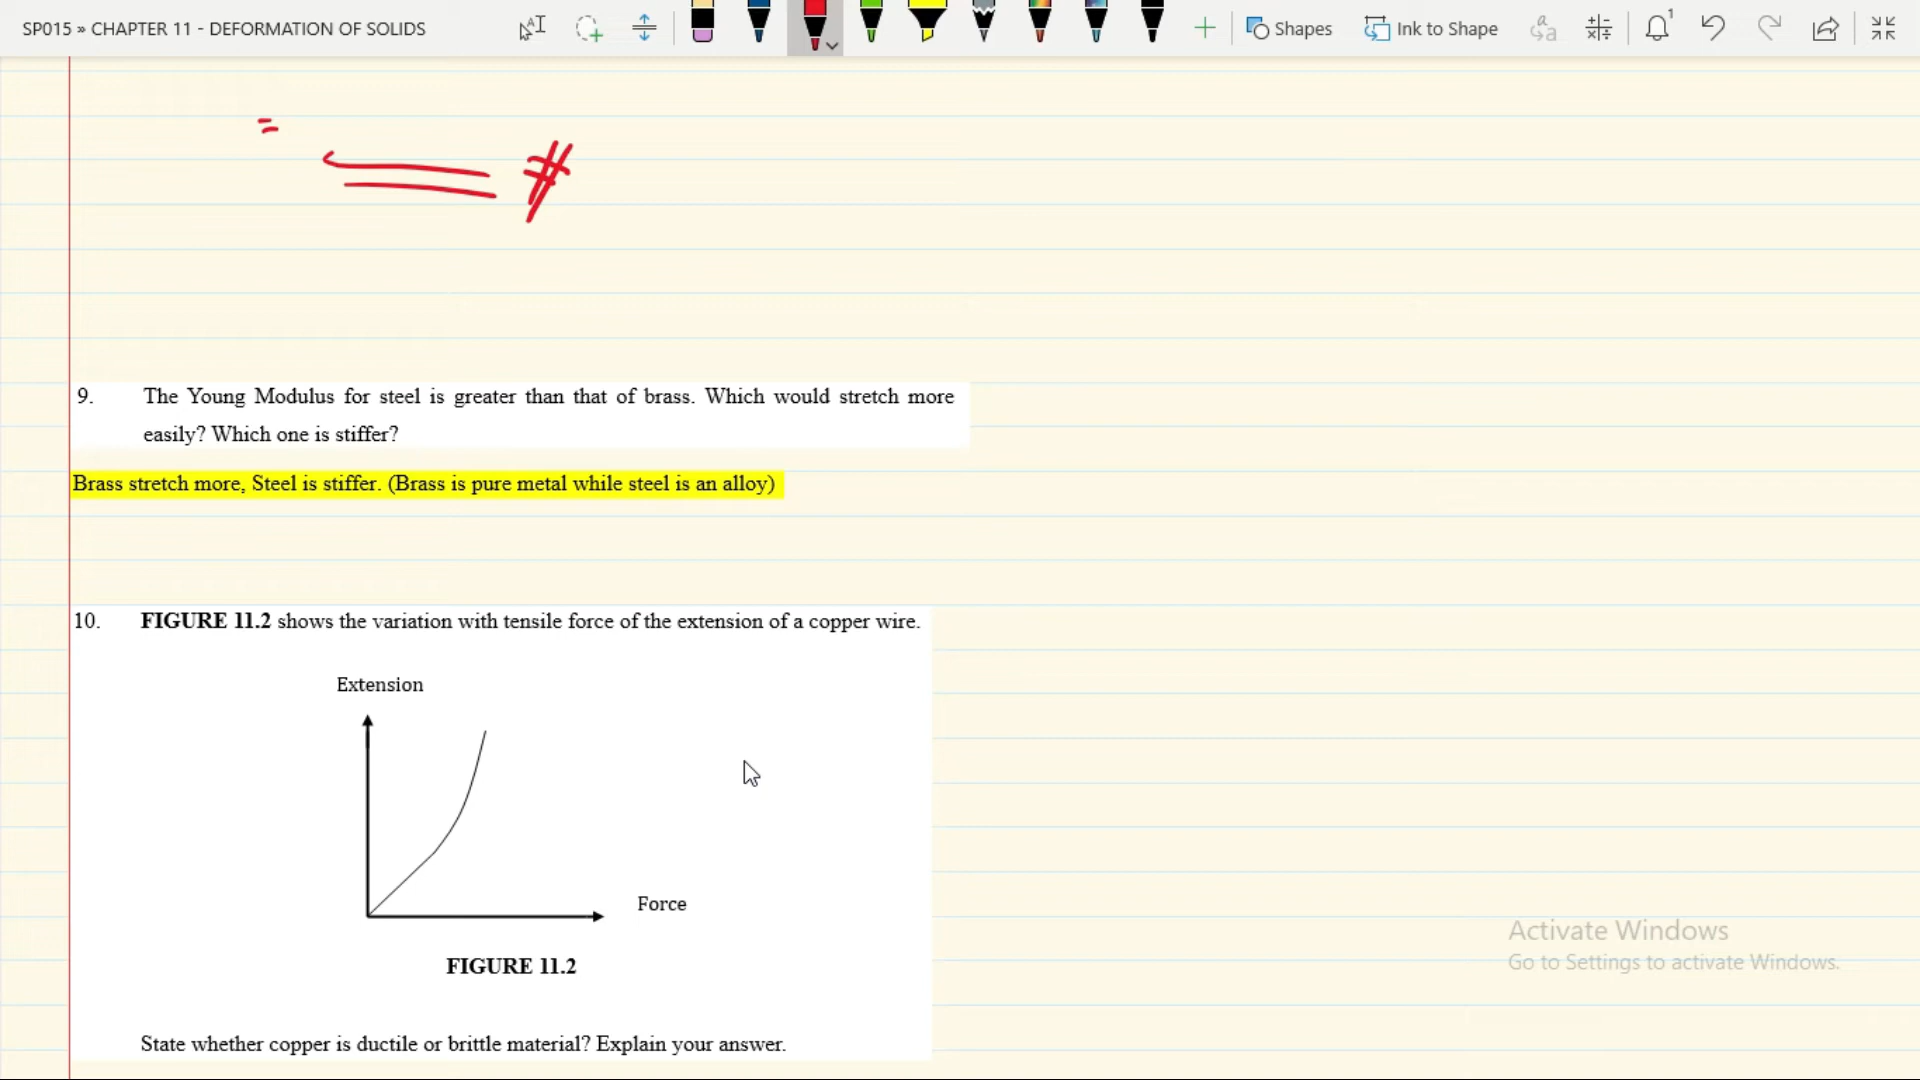 SP015 » CHAPTER 11 - DEFORMATION OF SOLIDS
Shapes
Ink to Shape
1
=
#
9. The Young Modulus for steel is greater than that of brass. Which would stretch more
easily? Which one is stiffer?
Brass stretch more, Steel is stiffer. (Brass is pure metal while steel is an alloy)
10. FIGURE 11.2 shows the variation with tensile force of the extension of a copper wire.
Extension
Force
FIGURE 11.2
State whether copper is ductile or brittle material? Explain your answer.
Activate Windows
Go to Settings to activate Windows.